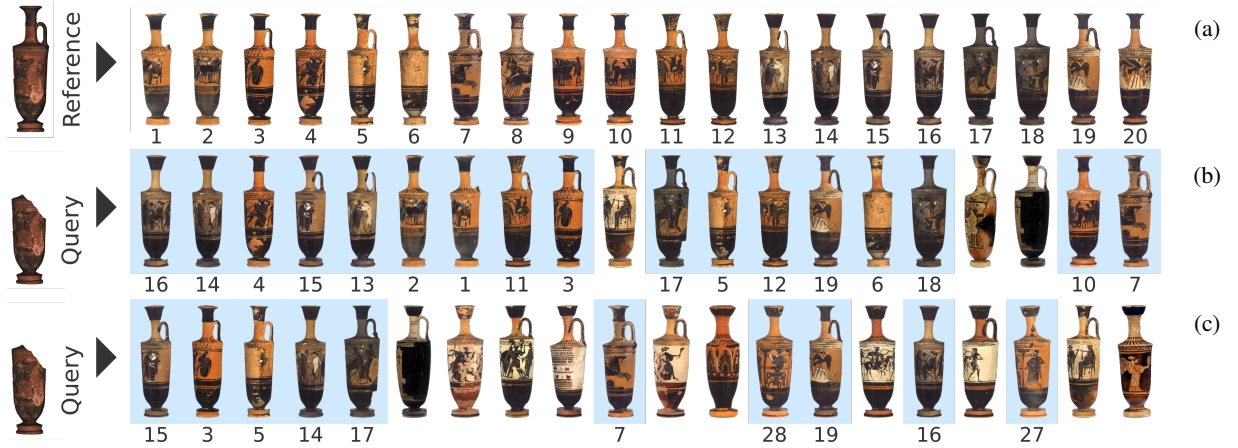 Reference
(a)
1 2 3 4 5 6 7 8 9 10 11 12 13 14 15 16 17 18 19 20
Query
(b)
16 14 4 15 13 2 1 11 3 17 5 12 19 6 18 10 7
Query
(c)
15 3 5 14 17 7 28 19 16 27